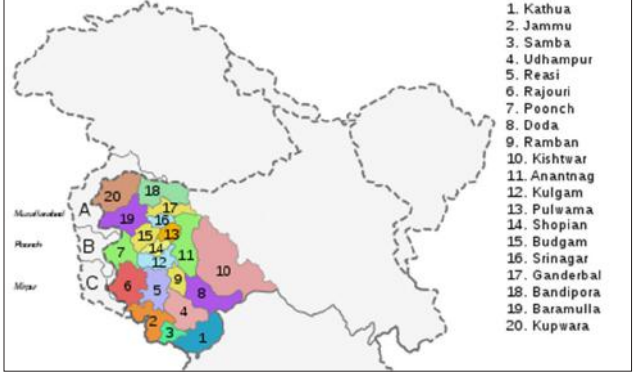 1. Kathua
2. Jammu
3. Samba
4. Udhampur
5. Reasi
6. Rajouri
7. Poonch
8. Doda
9. Ramban
10. Kishtwar
11. Anantnag
12. Kulgam
13. Pulwama
14. Shopian
15. Budgam
16. Srinagar
17. Ganderbal
18. Bandipora
19. Baramulla
20. Kupwara
20
18
A
17
Muzaffarabad
19
16
15
13
Poonch
B
7
14
11
12
10
C
9
Mirpur
6
5
8
4
2
3
1